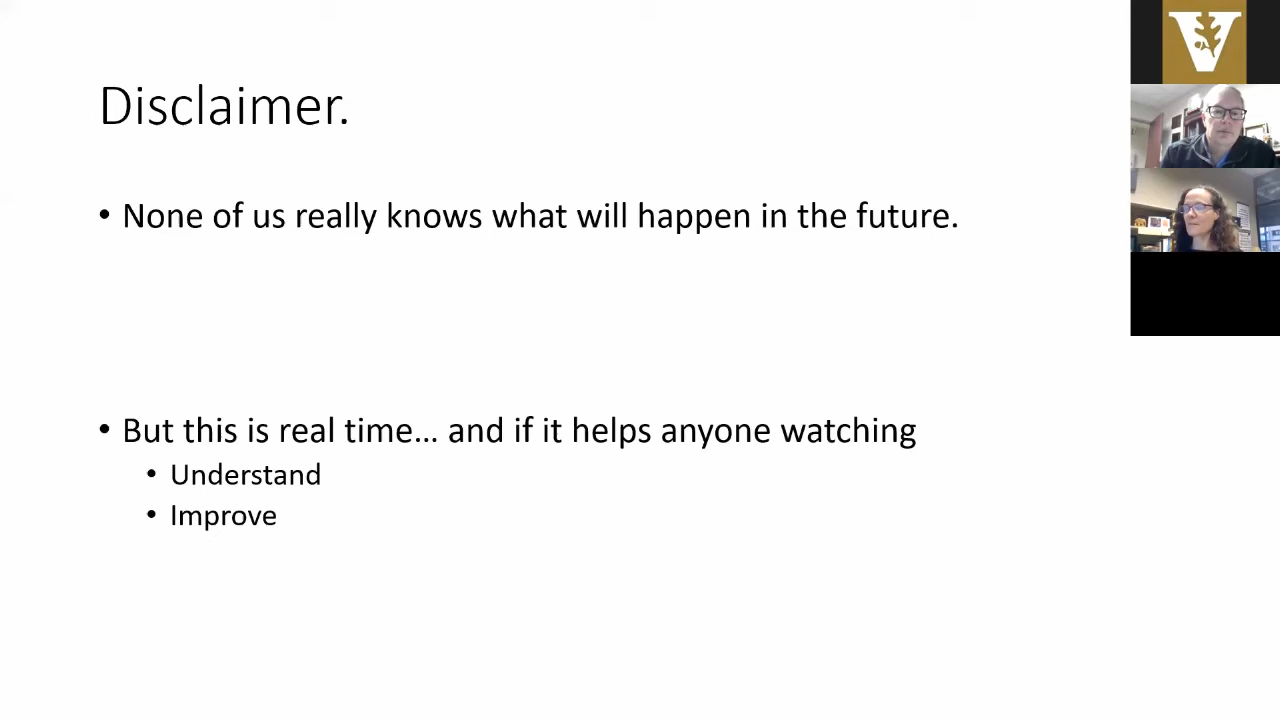 Disclaimer.
• None of us really knows what will happen in the future.
• But this is real time... and if it helps anyone watching
• Understand
• Improve
V